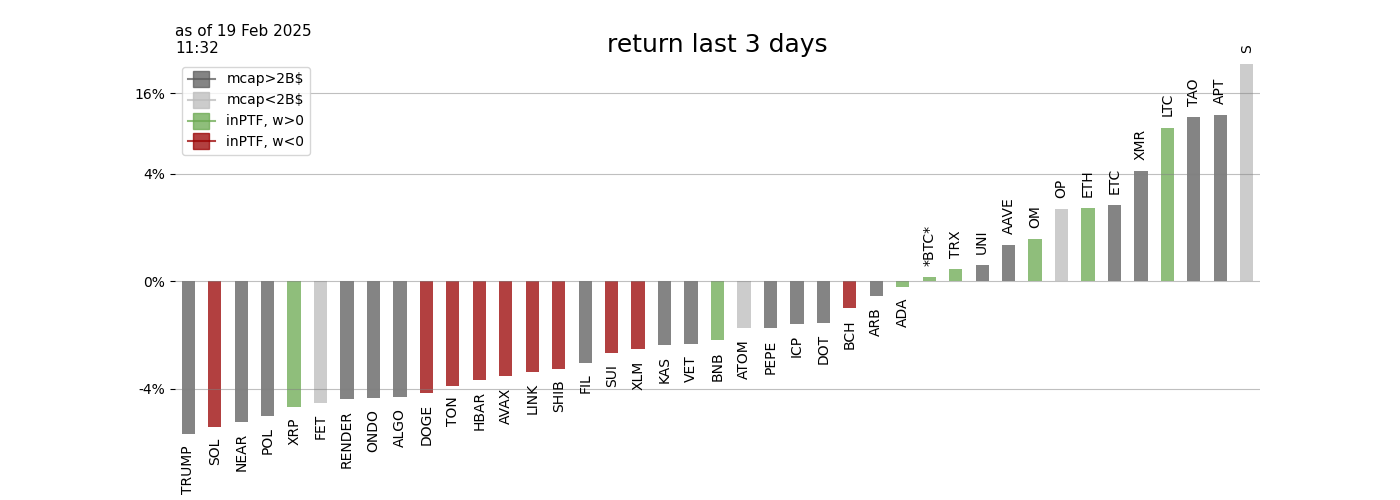 as of 19 Feb 2025
11:32
return last 3 days
mcap>2B$
mcap<2B$
inPTF, w>0
inPTF, w<0
16%
4%
0%
-4%
TRUMP
SOL
NEAR
POL
XRP
FET
RENDER
ONDO
ALGO
DOGE
TON
HBAR
AVAX
LINK
SHIB
FIL
SUI
XLM
KAS
VET
BNB
ATOM
PEPE
ICP
DOT
BCH
ARB
ADA
*BTC*
TRX
UNI
AAVE
OM
OP
ETH
ETC
XMR
LTC
TAO
APT
S